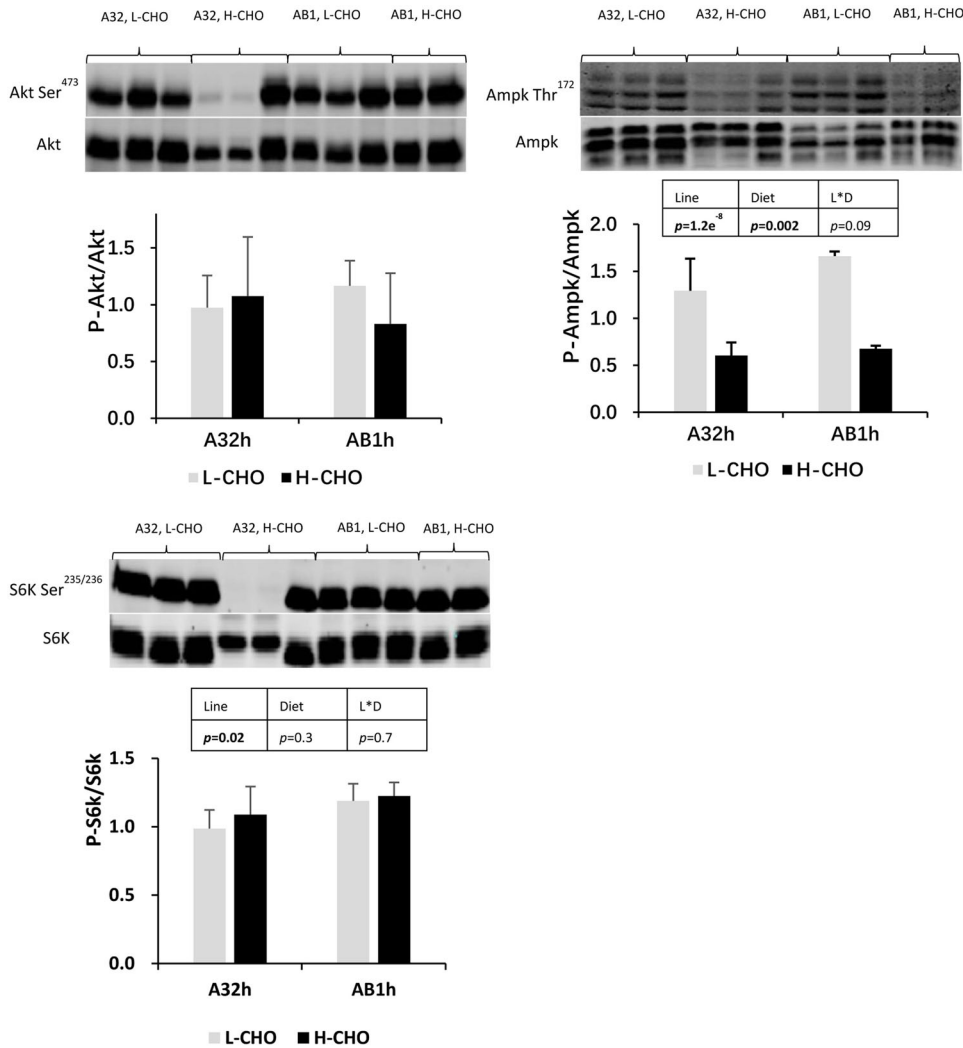 A32, L-CHO A32, H-CHO AB1, L-CHO AB1, H-CHO
Akt Ser473
Akt
P-Akt/Akt
1.5
1.0
0.5
0.0
A32h AB1h
L-CHO H-CHO
A32, L-CHO A32, H-CHO AB1, L-CHO AB1, H-CHO
Ampk Thr172
Ampk
Line Diet L*D
p=1.2e-8 p=0.002 p=0.09
P-Ampk/Ampk
2.0
1.5
1.0
0.5
0.0
A32h AB1h
L-CHO H-CHO
A32, L-CHO A32, H-CHO AB1, L-CHO AB1, H-CHO
S6K Ser235/236
S6K
Line Diet L*D
p=0.02 p=0.3 p=0.7
P-S6k/S6k
1.5
1.0
0.5
0.0
A32h AB1h
L-CHO H-CHO